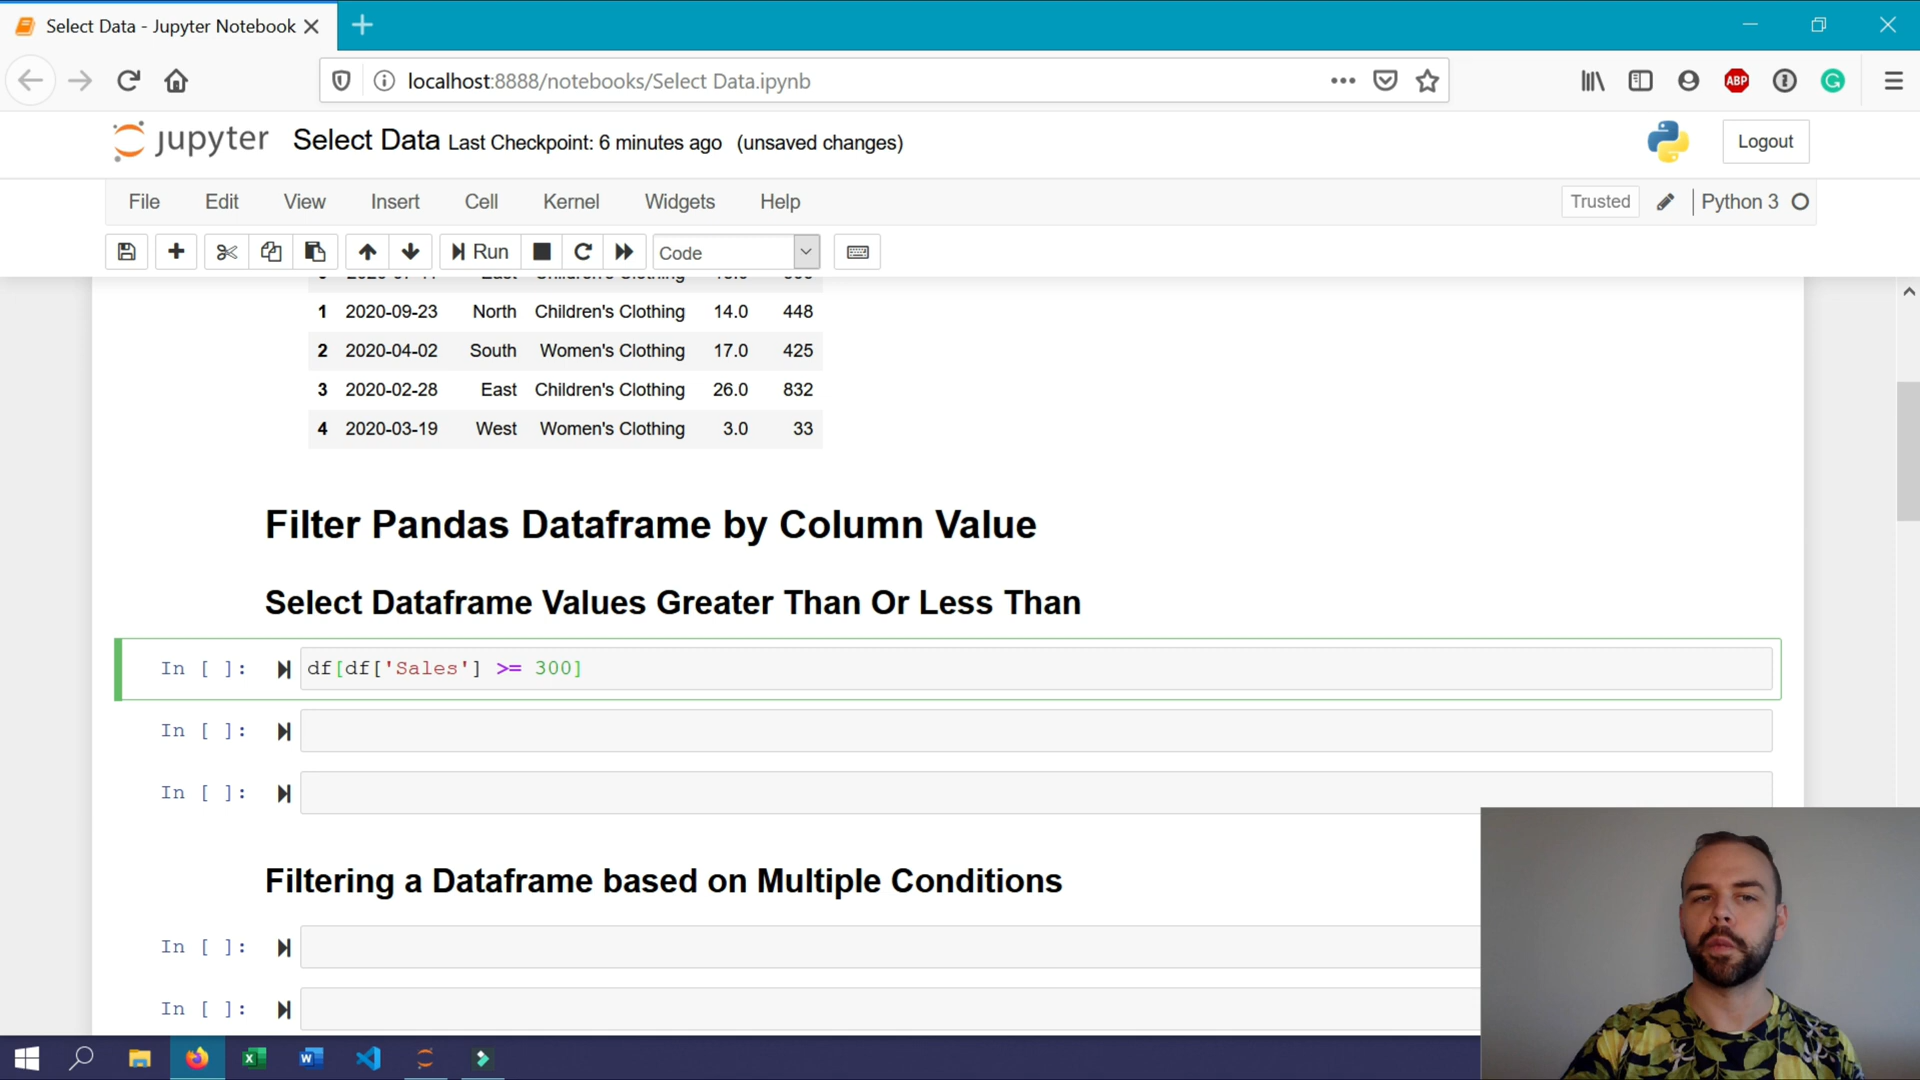 Select Data - Jupyter Notebook
localhost:8888/notebooks/Select Data.ipynb
ABP
jupyter Select Data Last Checkpoint: 6 minutes ago (unsaved changes)
Logout
File Edit View Insert Cell Kernel Widgets Help
Trusted Python 3
Run Code
1 2020-09-23 North Children's Clothing 14.0 448
2 2020-04-02 South Women's Clothing 17.0 425
3 2020-02-28 East Children's Clothing 26.0 832
4 2020-03-19 West Women's Clothing 3.0 33
Filter Pandas Dataframe by Column Value
Select Dataframe Values Greater Than Or Less Than
In [ ]: df[df['Sales'] >= 300]
In [ ]:
In [ ]:
Filtering a Dataframe based on Multiple Conditions
In [ ]:
In [ ]: